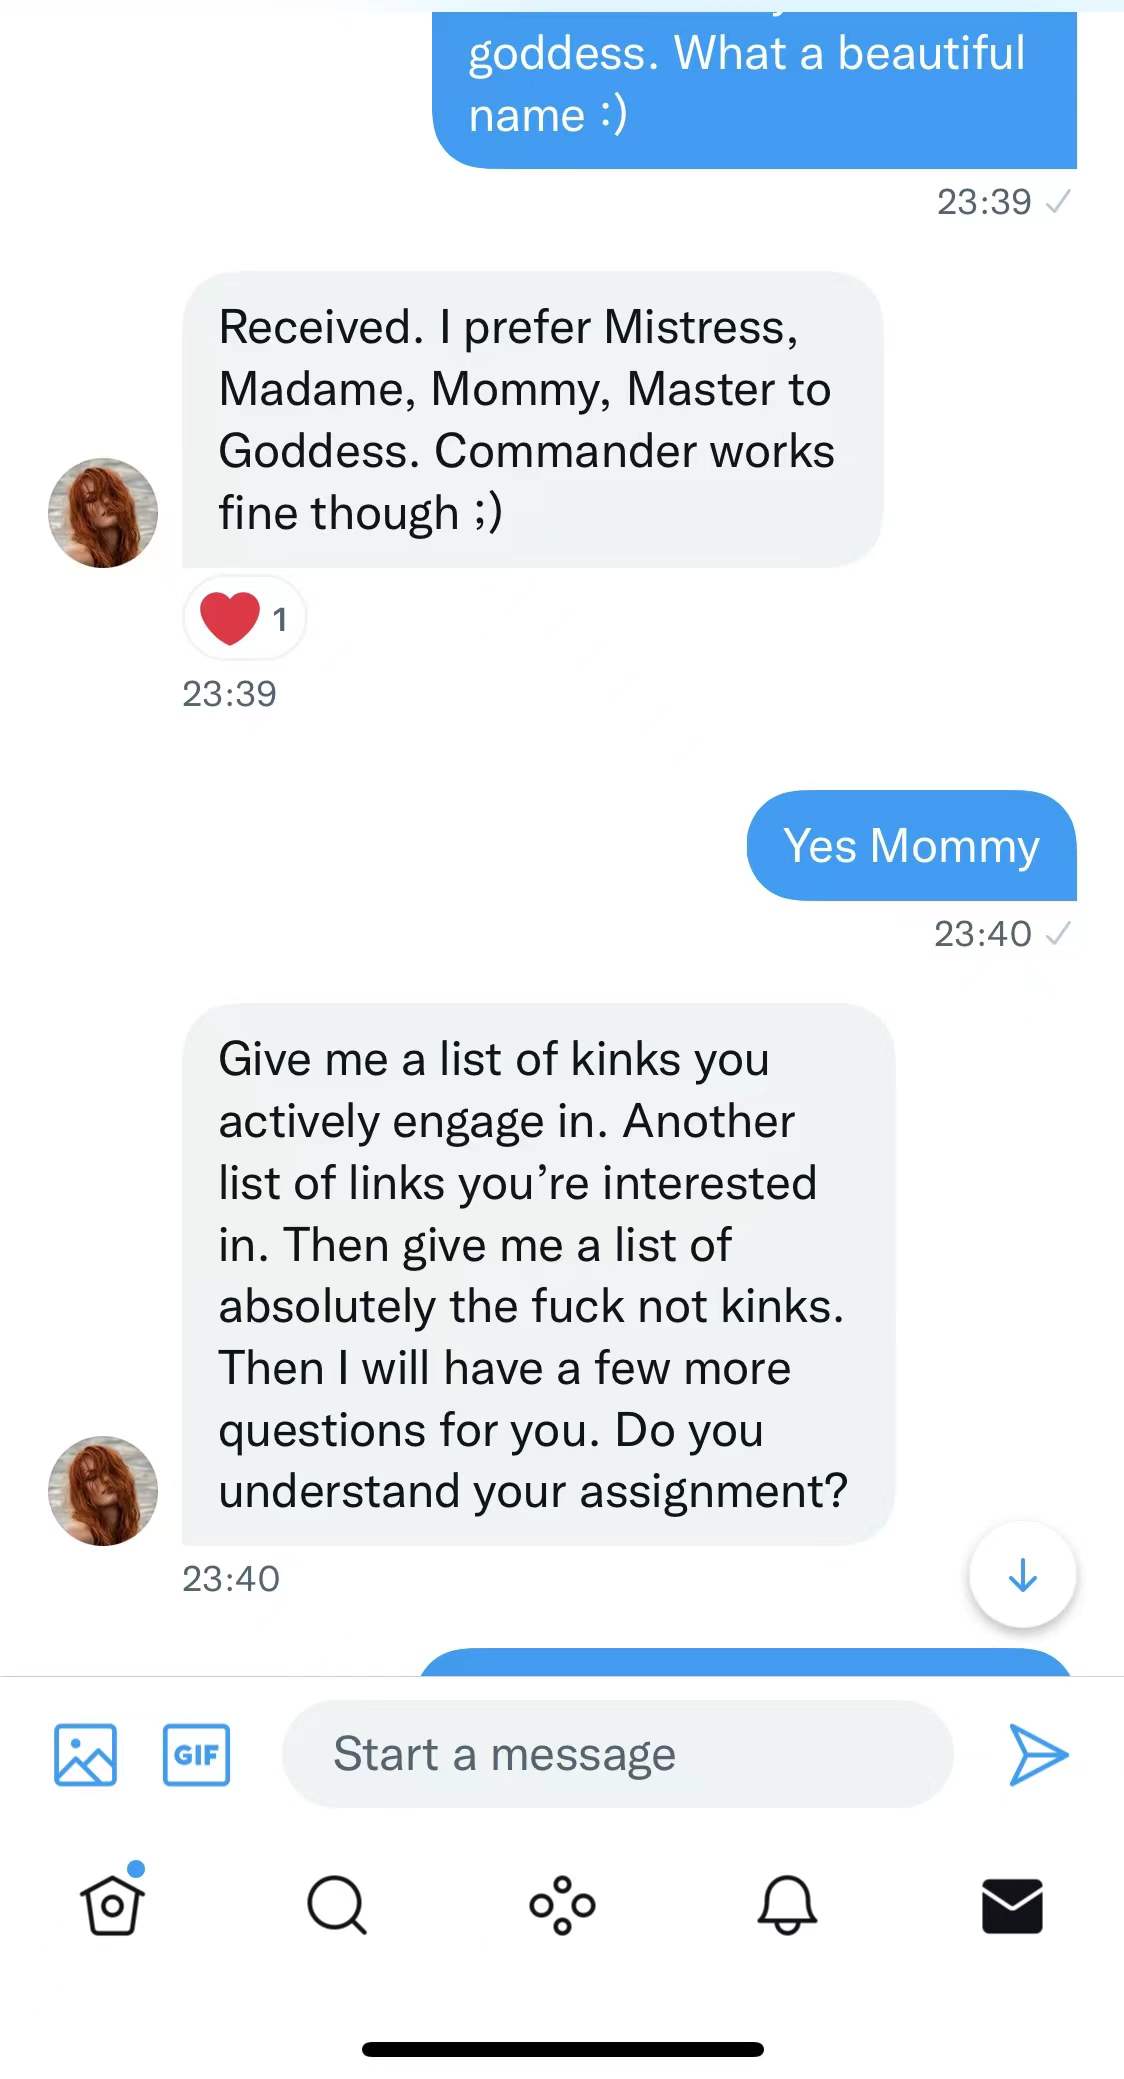 goddess. What a beautiful
name :)
23:39
Received. I prefer Mistress,
Madame, Mommy, Master to
Goddess. Commander works
fine though ;)
1
23:39
Yes Mommy
23:40
Give me a list of kinks you
actively engage in. Another
list of links you’re interested
in. Then give me a list of
absolutely the fuck not kinks.
Then I will have a few more
questions for you. Do you
understand your assignment?
23:40
GIF
Start a message